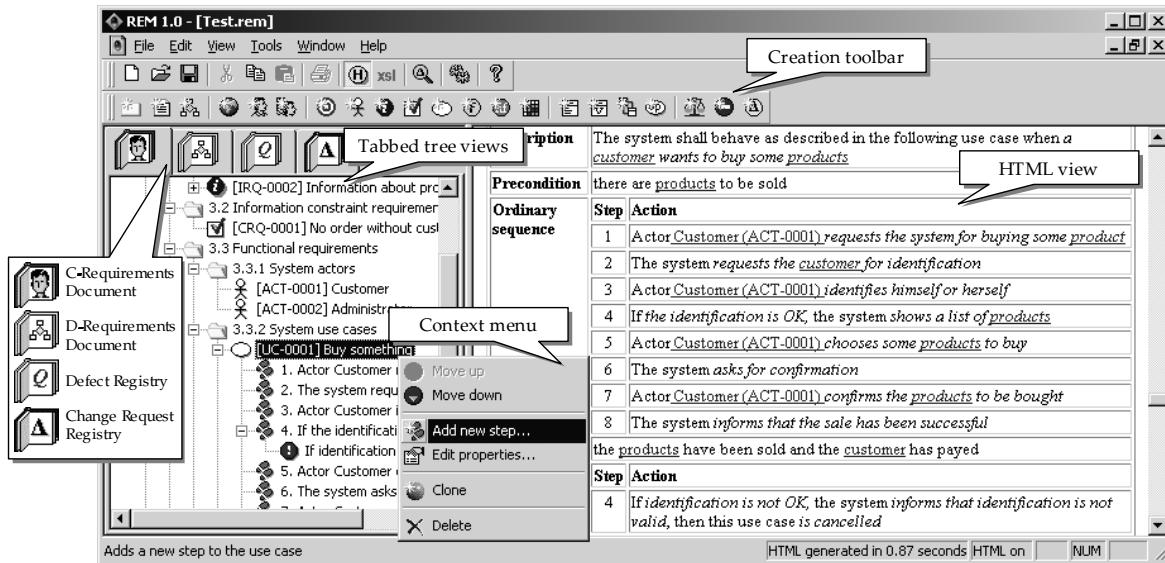 REM 1.0 - [Test.rem]
File Edit View Tools Window Help
Creation toolbar
H xsl
Tabbed tree views
[IRQ-0002] Information about pro
3.2 Information constraint requiremer
[CRQ-0001] No order without cust
3.3 Functional requirements
3.3.1 System actors
[ACT-0001] Customer
[ACT-0002] Administrator
3.3.2 System use cases
[UC-0001] Buy something
1. Actor Customer
2. The system requ
3. Actor Customer i
4. If the identificati
If identification
5. Actor Customer
6. The system asks
C-Requirements
Document
D-Requirements
Document
Q Defect Registry
Δ Change Request
Registry
Context menu
Move up
Move down
Add new step...
Edit properties...
Clone
Delete
HTML view
ription The system shall behave as described in the following use case when a
customer wants to buy some products
Precondition there are products to be sold
Ordinary
sequence
Step Action
1 Actor Customer (ACT-0001) requests the system for buying some product
2 The system requests the customer for identification
3 Actor Customer (ACT-0001) identifies himself or herself
4 If the identification is OK, the system shows a list of products
5 Actor Customer (ACT-0001) chooses some products to buy
6 The system asks for confirmation
7 Actor Customer (ACT-0001) confirms the products to be bought
8 The system informs that the sale has been successful
the products have been sold and the customer has payed
Step Action
4 If identification is not OK, the system informs that identification is not
valid, then this use case is cancelled
Adds a new step to the use case
HTML generated in 0.87 seconds HTML on NUM